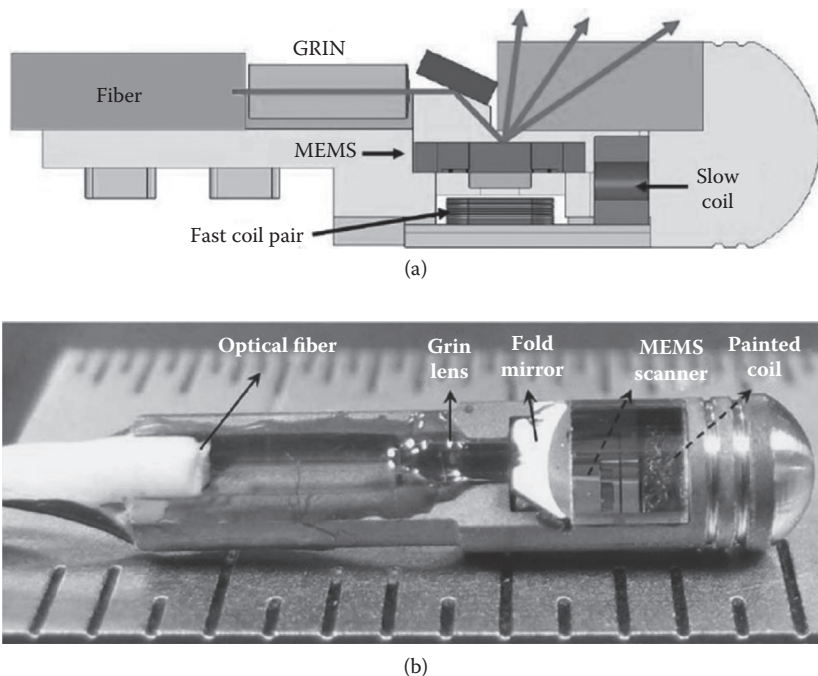 GRIN
Fiber
MEMS
Slow
coil
Fast coil pair
(a)
Optical fiber
Grin
lens
Fold
mirror
MEMS
scanner
Painted
coil
(b)